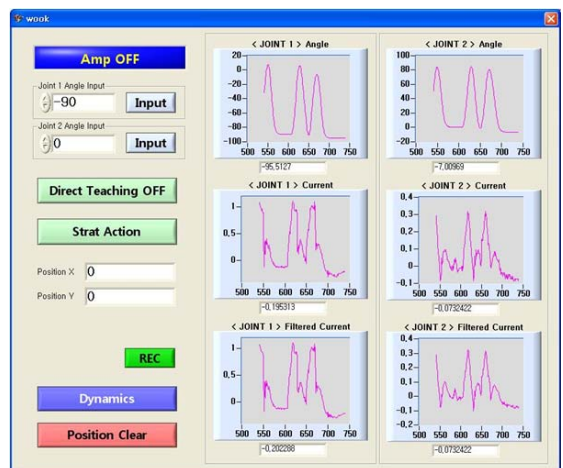 wook
Amp OFF
Joint 1 Angle Input
-90
Input
Joint 2 Angle Input
0
Input
Direct Teaching OFF
Strat Action
Position X 0
Position Y 0
REC
Dynamics
Position Clear
< JOINT 1 > Angle
20
0
-20
-40
-60
-80
-100
500 550 600 650 700 750
-95,5127
< JOINT 2 > Angle
100
80
60
40
20
0
-20
500 550 600 650 700 750
-7,00969
< JOINT 1 > Current
1
0,5
0
500 550 600 650 700 750
-0,195313
< JOINT 2 > Current
0,4
0,3
0,2
0,1
0
-0,1
500 550 600 650 700 750
-0,0732422
< JOINT 1 > Filtered Current
1
0,5
0
500 550 600 650 700 750
-0,202288
< JOINT 2 > Filtered Current
0,4
0,3
0,2
0,1
0
-0,1
-0,2
500 550 600 650 700 750
-0,0732422